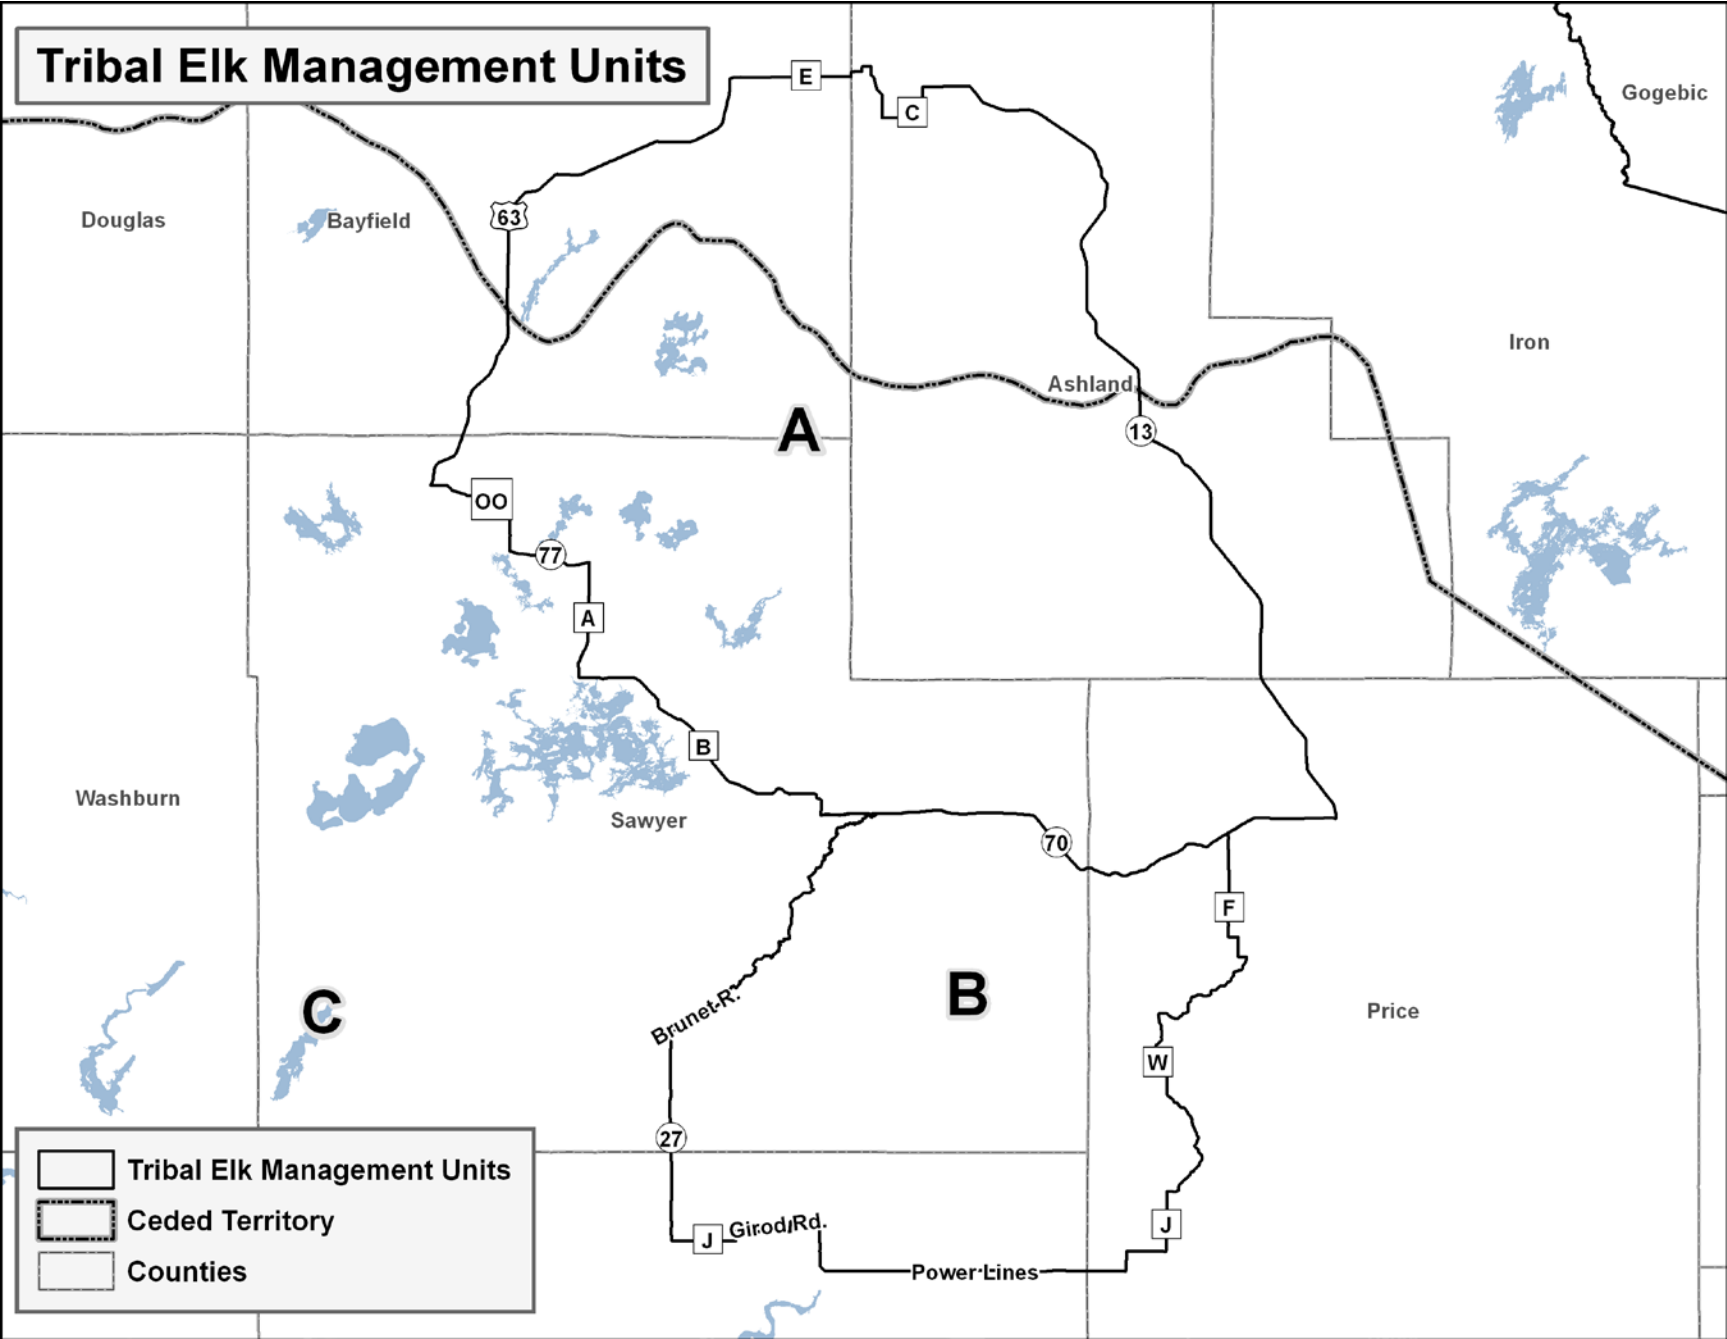 Tribal Elk Management Units
E
C
Gogebic
Douglas
63
Bayfield
Iron
Ashland
A
13
OO
77
A
B
Washburn
Sawyer
70
F
B
C
Brunet R.
Price
W
27
J
Girod Rd.
J
Power Lines
Tribal Elk Management Units
Ceded Territory
Counties